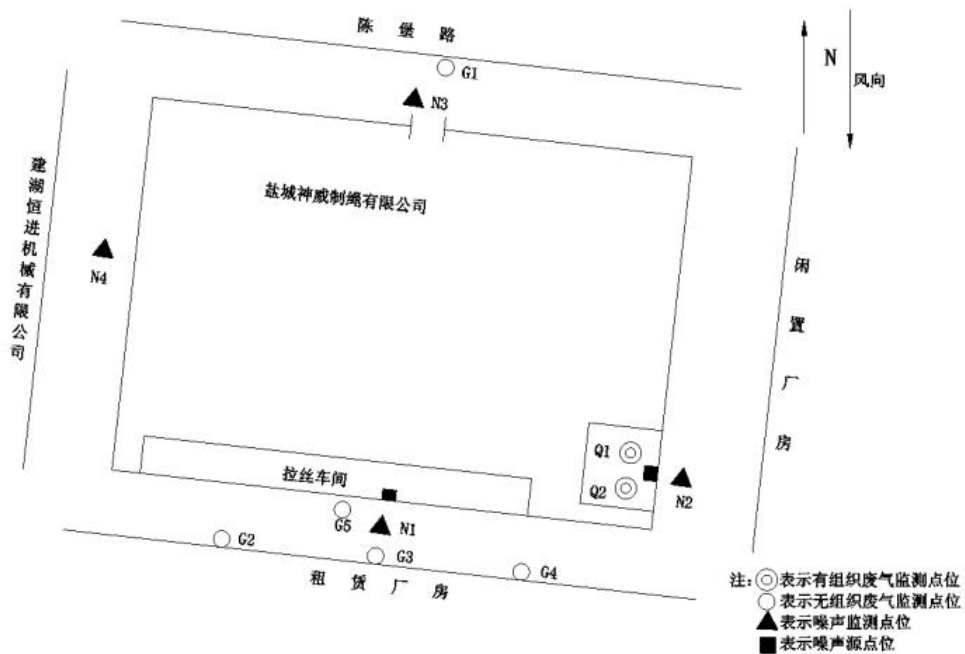 陈堡路
G1
N
风向
N3
建湖恒进机械有限公司
盐城神威制绳有限公司
N4
闲置厂房
Q1
Q2
N2
拉丝车间
G5
N1
G2
G3
G4
租赁厂房
注:表示有组织废气监测点位
表示无组织废气监测点位
表示噪声监测点位
表示噪声源点位